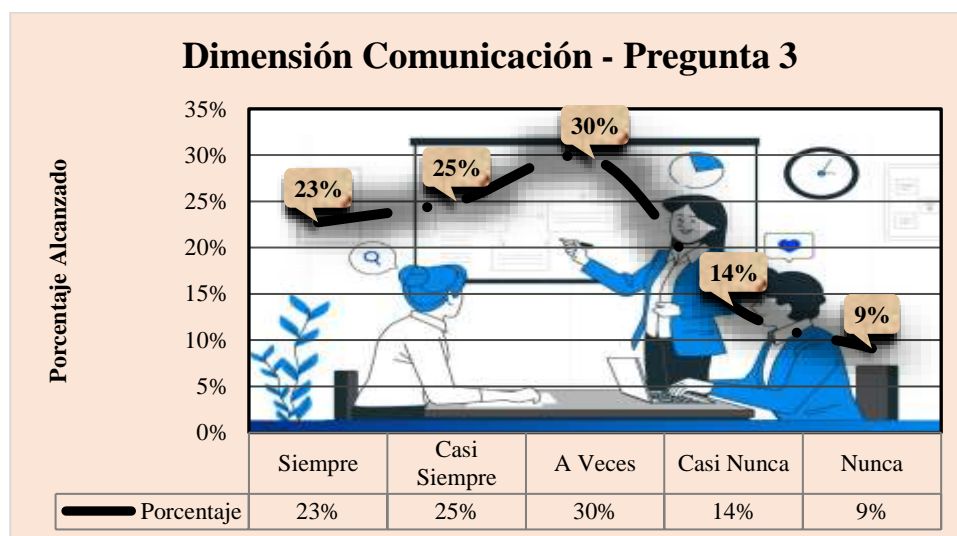 Dimensión Comunicación - Pregunta 3
Porcentaje Alcanzado
35%
30%
25%
20%
15%
10%
5%
0%
23%
25%
30%
14%
9%
Siempre
Casi
Siempre
A Veces
Casi Nunca
Nunca
Porcentaje 23% 25% 30% 14% 9%